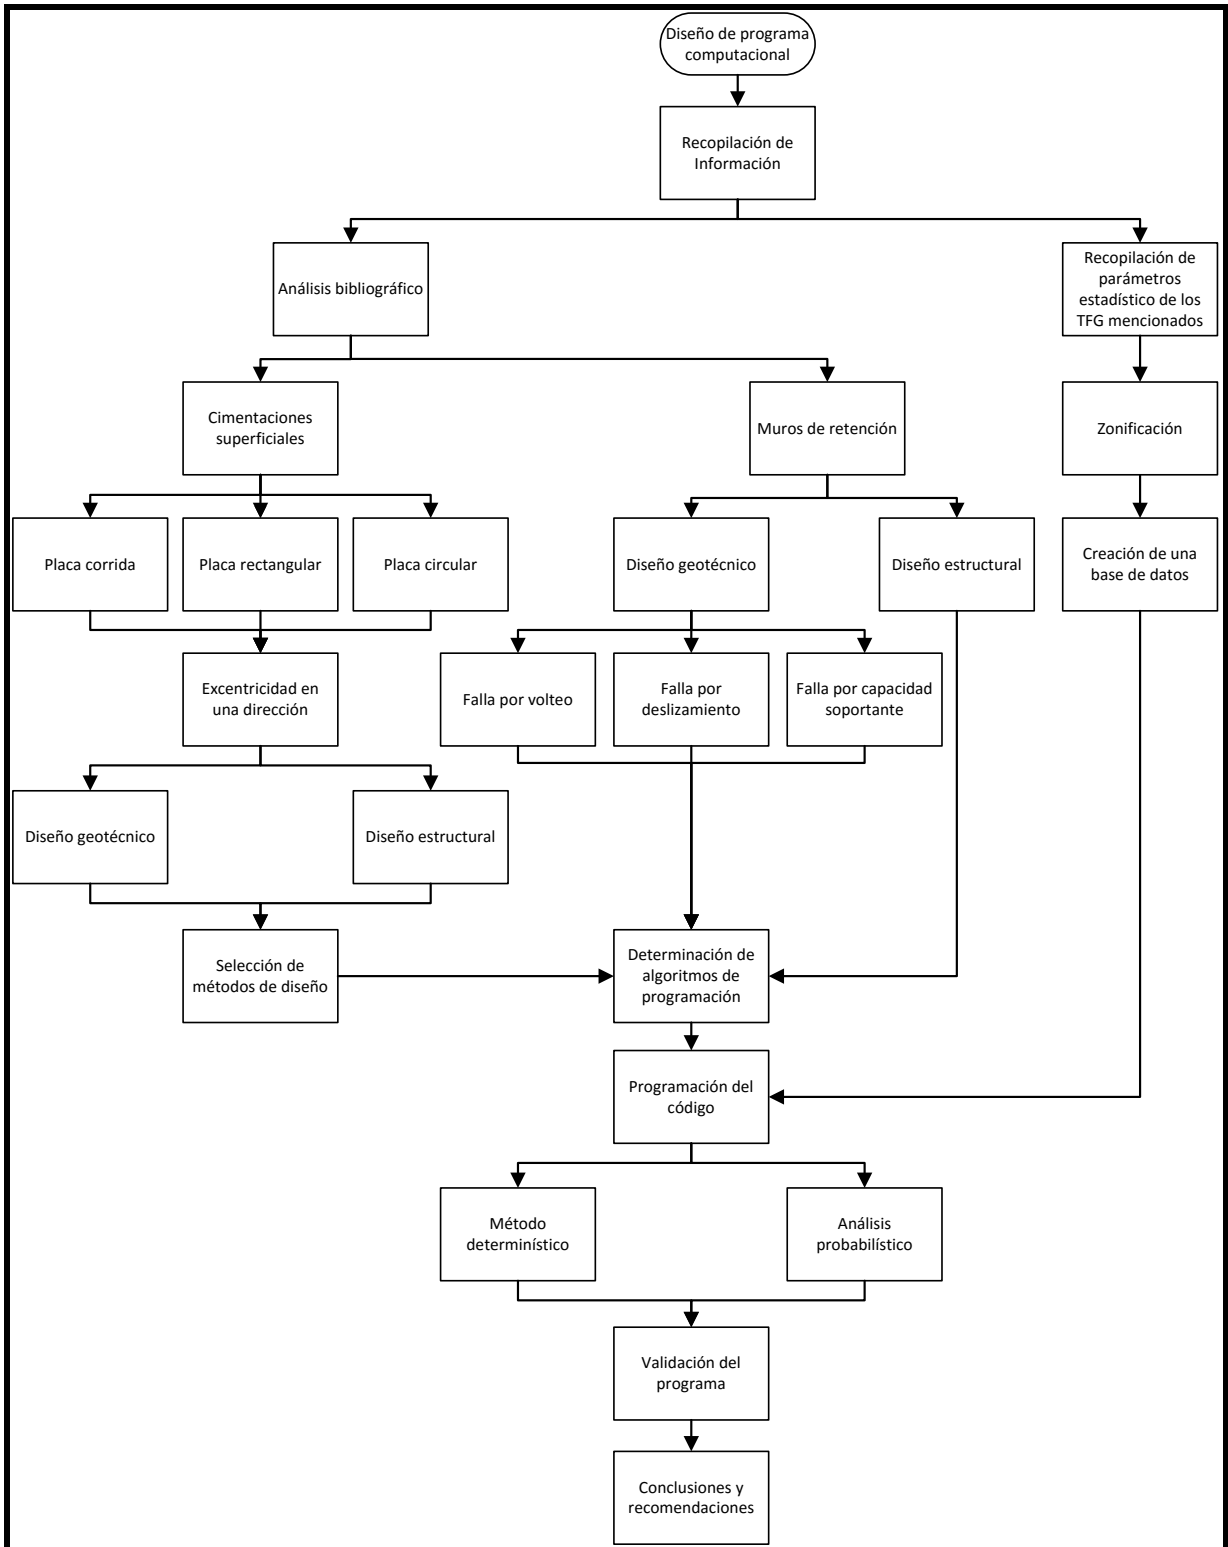 Diseño de programa
computacional
Recopilación de
Información
Análisis bibliográfico
Recopilación de
parámetros
estadístico de los
TFG mencionados
Cimentaciones
superficiales
Muros de retención
Zonificación
Placa corrida
Placa rectangular
Placa circular
Diseño geotécnico
Diseño estructural
Creación de una
base de datos
Excentricidad en
una dirección
Falla por volteo
Falla por
deslizamiento
Falla por capacidad
soportante
Diseño geotécnico
Diseño estructural
Selección de
métodos de diseño
Determinación de
algoritmos de
programación
Programación del
código
Método
determinístico
Análisis
probabilístico
Validación del
programa
Conclusiones y
recomendaciones